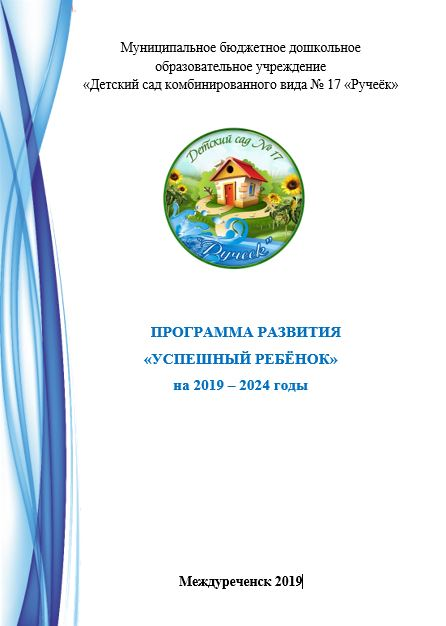 Муниципальное бюджетное дошкольное
образовательное учреждение
«Детский сад комбинированного вида № 17 «Ручеёк»
Детский сад № 17
"Ручеек"
ПРОГРАММА РАЗВИТИЯ
«УСПЕШНЫЙ РЕБЁНОК»
на 2019 – 2024 годы
Междуреченск 2019